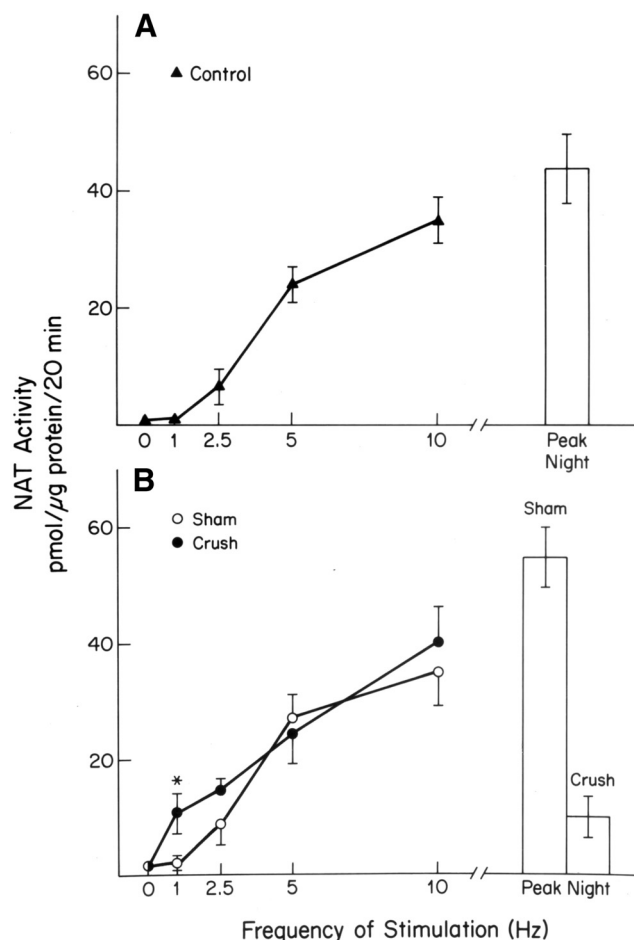 A
60
▲ Control
40
20
0 1 2.5 5 10 Peak
Night
NAT Activity
pmol/µg protein/20 min
B
Sham
60
○ Sham
● Crush
40
20
*
Crush
0 1 2.5 5 10 Peak Night
Frequency of Stimulation (Hz)